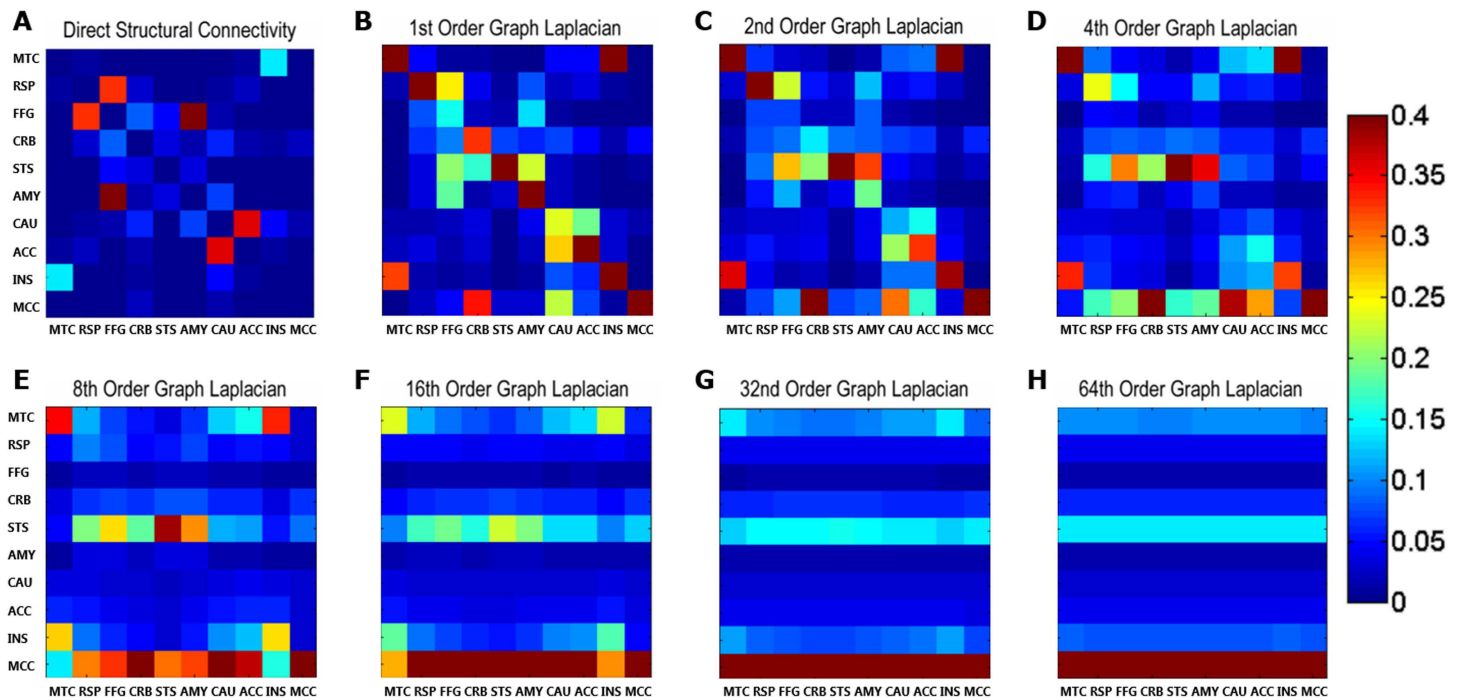 A
Direct Structural Connectivity
B
1st Order Graph Laplacian
C
2nd Order Graph Laplacian
D
4th Order Graph Laplacian
MTC
RSP
FFG
CRB
STS
AMY
CAU
ACC
INS
MCC
MTC RSP FFG CRB STS AMY CAU ACC INS MCC
MTC RSP FFG CRB STS AMY CAU ACC INS MCC
MTC RSP FFG CRB STS AMY CAU ACC INS MCC
MTC RSP FFG CRB STS AMY CAU ACC INS MCC
0.4
0.35
0.3
0.25
0.2
0.15
0.1
0.05
0
E
8th Order Graph Laplacian
F
16th Order Graph Laplacian
G
32nd Order Graph Laplacian
H
64th Order Graph Laplacian
MTC
RSP
FFG
CRB
STS
AMY
CAU
ACC
INS
MCC
MTC RSP FFG CRB STS AMY CAU ACC INS MCC
MTC RSP FFG CRB STS AMY CAU ACC INS MCC
MTC RSP FFG CRB STS AMY CAU ACC INS MCC
MTC RSP FFG CRB STS AMY CAU ACC INS MCC